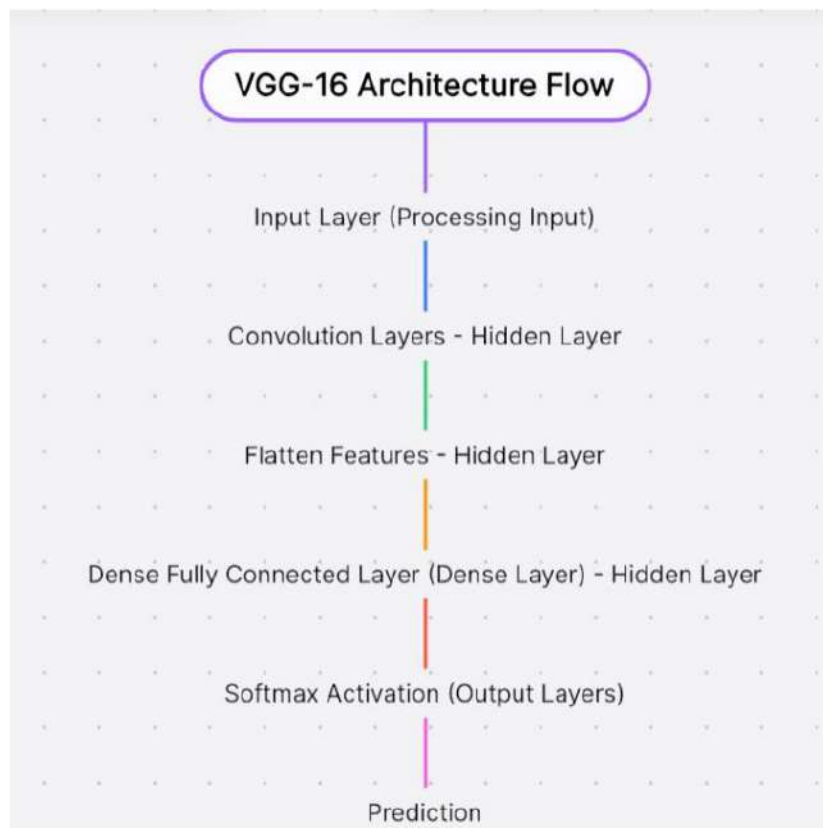 VGG-16 Architecture Flow
Input Layer (Processing Input)
Convolution Layers - Hidden Layer
Flatten Features - Hidden Layer
Dense Fully Connected Layer (Dense Layer) - Hidden Layer
Softmax Activation (Output Layers)
Prediction